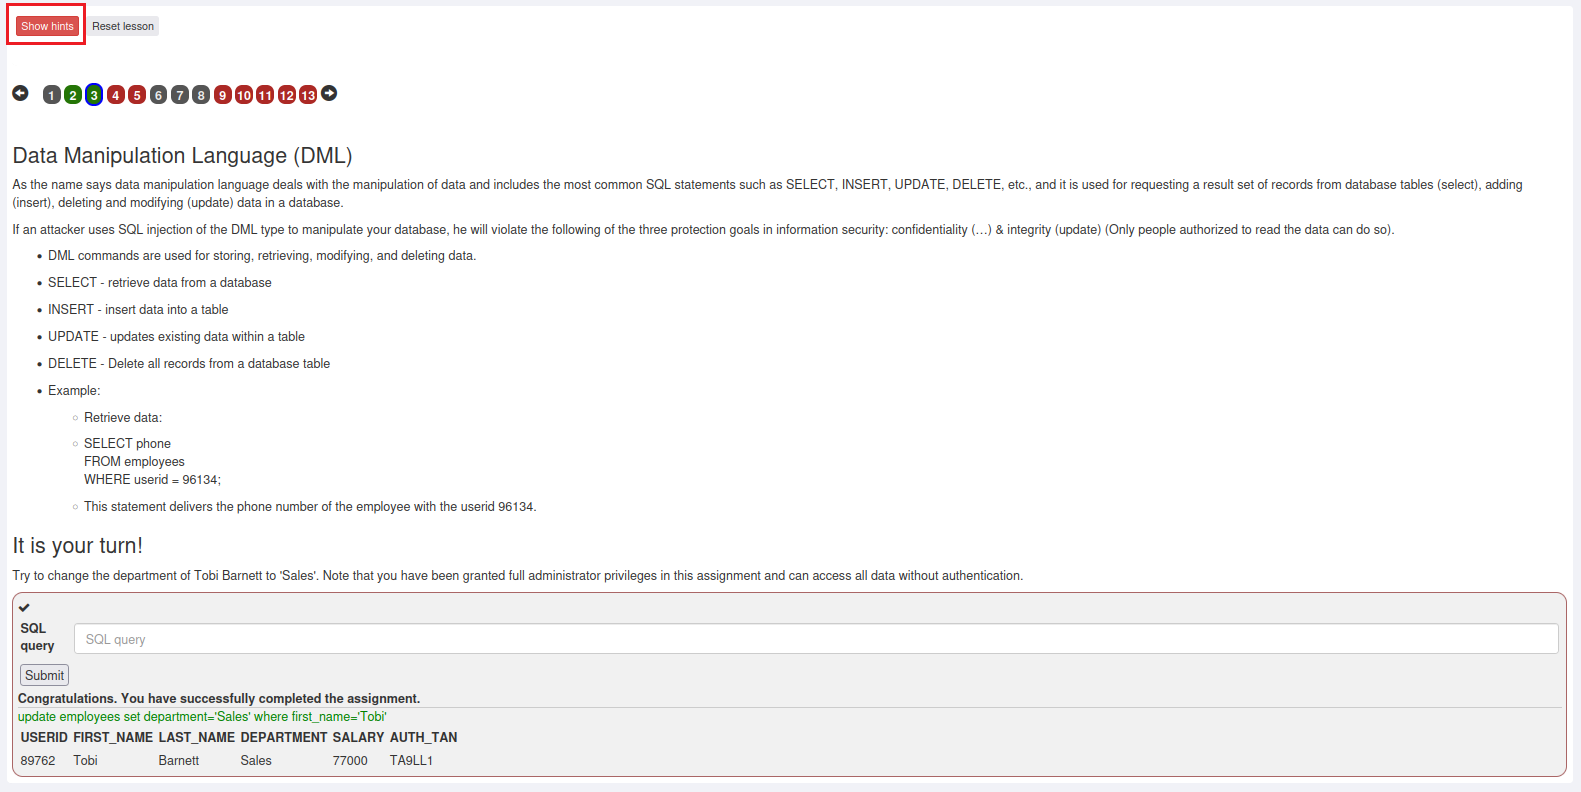 Show hints Reset lesson
1 2 3 4 5 6 7 8 9 10 11 12 13
Data Manipulation Language (DML)
As the name says data manipulation language deals with the manipulation of data and includes the most common SQL statements such as SELECT, INSERT, UPDATE, DELETE, etc., and it is used for requesting a result set of records from database tables (select), adding
(insert), deleting and modifying (update) data in a database.
If an attacker uses SQL injection of the DML type to manipulate your database, he will violate the following of the three protection goals in information security: confidentiality (…) & integrity (update) (Only people authorized to read the data can do so).
• DML commands are used for storing, retrieving, modifying, and deleting data.
• SELECT - retrieve data from a database
• INSERT - insert data into a table
• UPDATE - updates existing data within a table
• DELETE - Delete all records from a database table
• Example:
◦ Retrieve data:
◦ SELECT phone
FROM employees
WHERE userid = 96134;
◦ This statement delivers the phone number of the employee with the userid 96134.
It is your turn!
Try to change the department of Tobi Barnett to 'Sales'. Note that you have been granted full administrator privileges in this assignment and can access all data without authentication.
SQL
query
SQL query
Submit
Congratulations. You have successfully completed the assignment.
update employees set department='Sales' where first_name='Tobi'
USERID FIRST_NAME LAST_NAME DEPARTMENT SALARY AUTH_TAN
89762 Tobi Barnett Sales 77000 TA9LL1